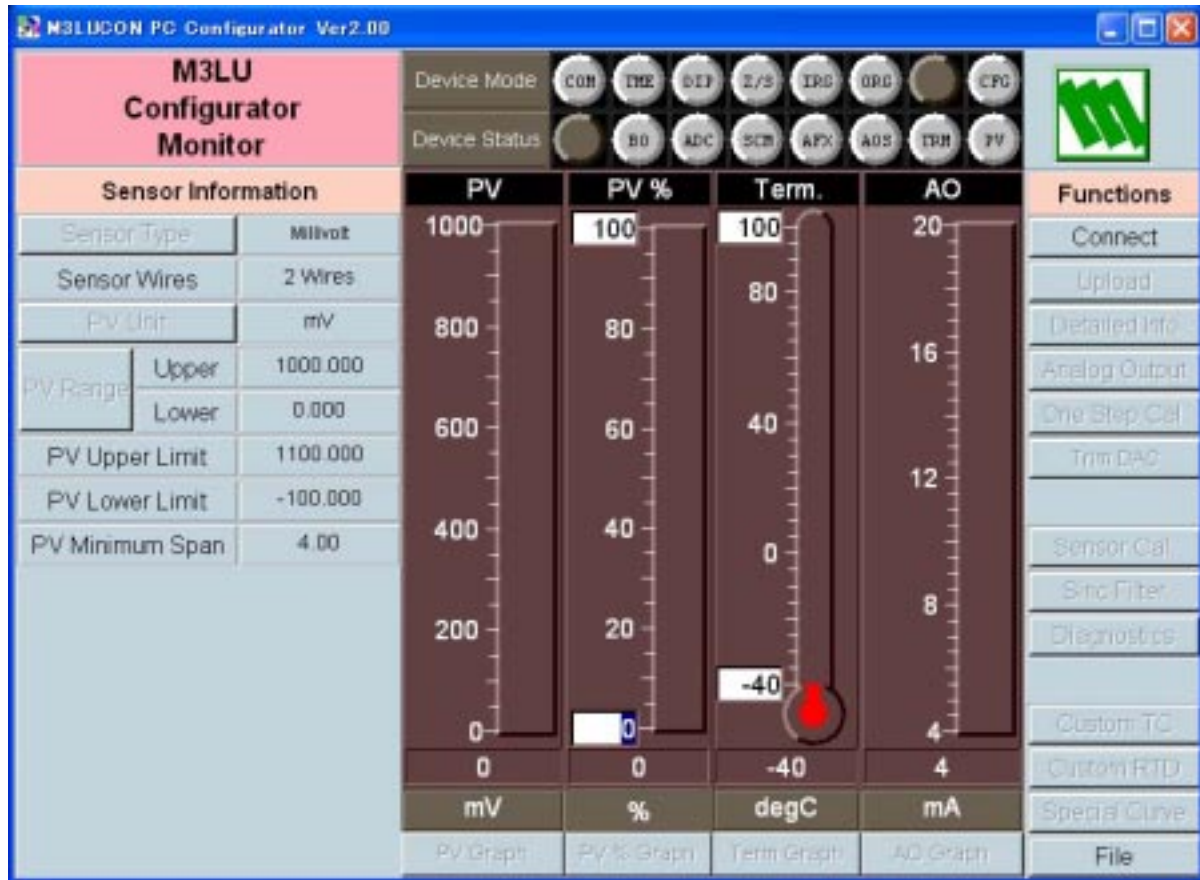 M3LUCON PC Configurator Ver2.00
M3LU
Configurator
Monitor
Device Mode
COM TME DIP Z/S IRG ORG CFG
Device Status
BO ADC SCM AFX AOS TRM PV
Sensor Information
Sensor Type Millivolt
Sensor Wires 2 Wires
PV Unit mV
PV Range
Upper 1000.000
Lower 0.000
PV Upper Limit 1100.000
PV Lower Limit -100.000
PV Minimum Span 4.00
PV
1000
800
600
400
200
0
0
mV
PV Graph
PV %
100
80
60
40
20
0
0
%
PV % Graph
Term.
100
80
40
0
-40
-40
degC
Term Graph
AO
20
16
12
8
4
4
mA
AO Graph
Functions
Connect
Upload
Detailed Info
Analog Output
One Step Cal
Trim DAC
Sensor Cal
Sinc Filter
Diagnostics
Custom TC
Custom RTD
Special Curve
File